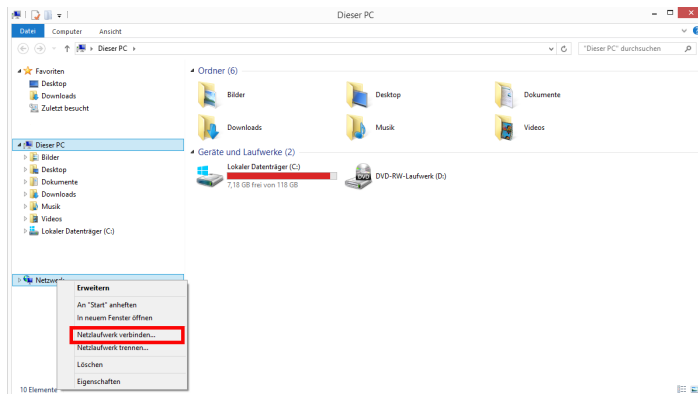 Dieser PC
Datei Computer Ansicht
Dieser PC
"Dieser PC" durchsuchen
Favoriten
Desktop
Downloads
Zuletzt besucht
Dieser PC
Bilder
Desktop
Dokumente
Downloads
Musik
Videos
Lokaler Datenträger (C:)
Netzwerk
Ordner (6)
Bilder
Desktop
Dokumente
Downloads
Musik
Videos
Geräte und Laufwerke (2)
Lokaler Datenträger (C:)
7,18 GB frei von 118 GB
DVD
DVD-RW-Laufwerk (D:)
Erweitern
An "Start" anheften
In neuem Fenster öffnen
Netzlaufwerk verbinden...
Netzlaufwerk trennen...
Löschen
Eigenschaften
10 Elemente